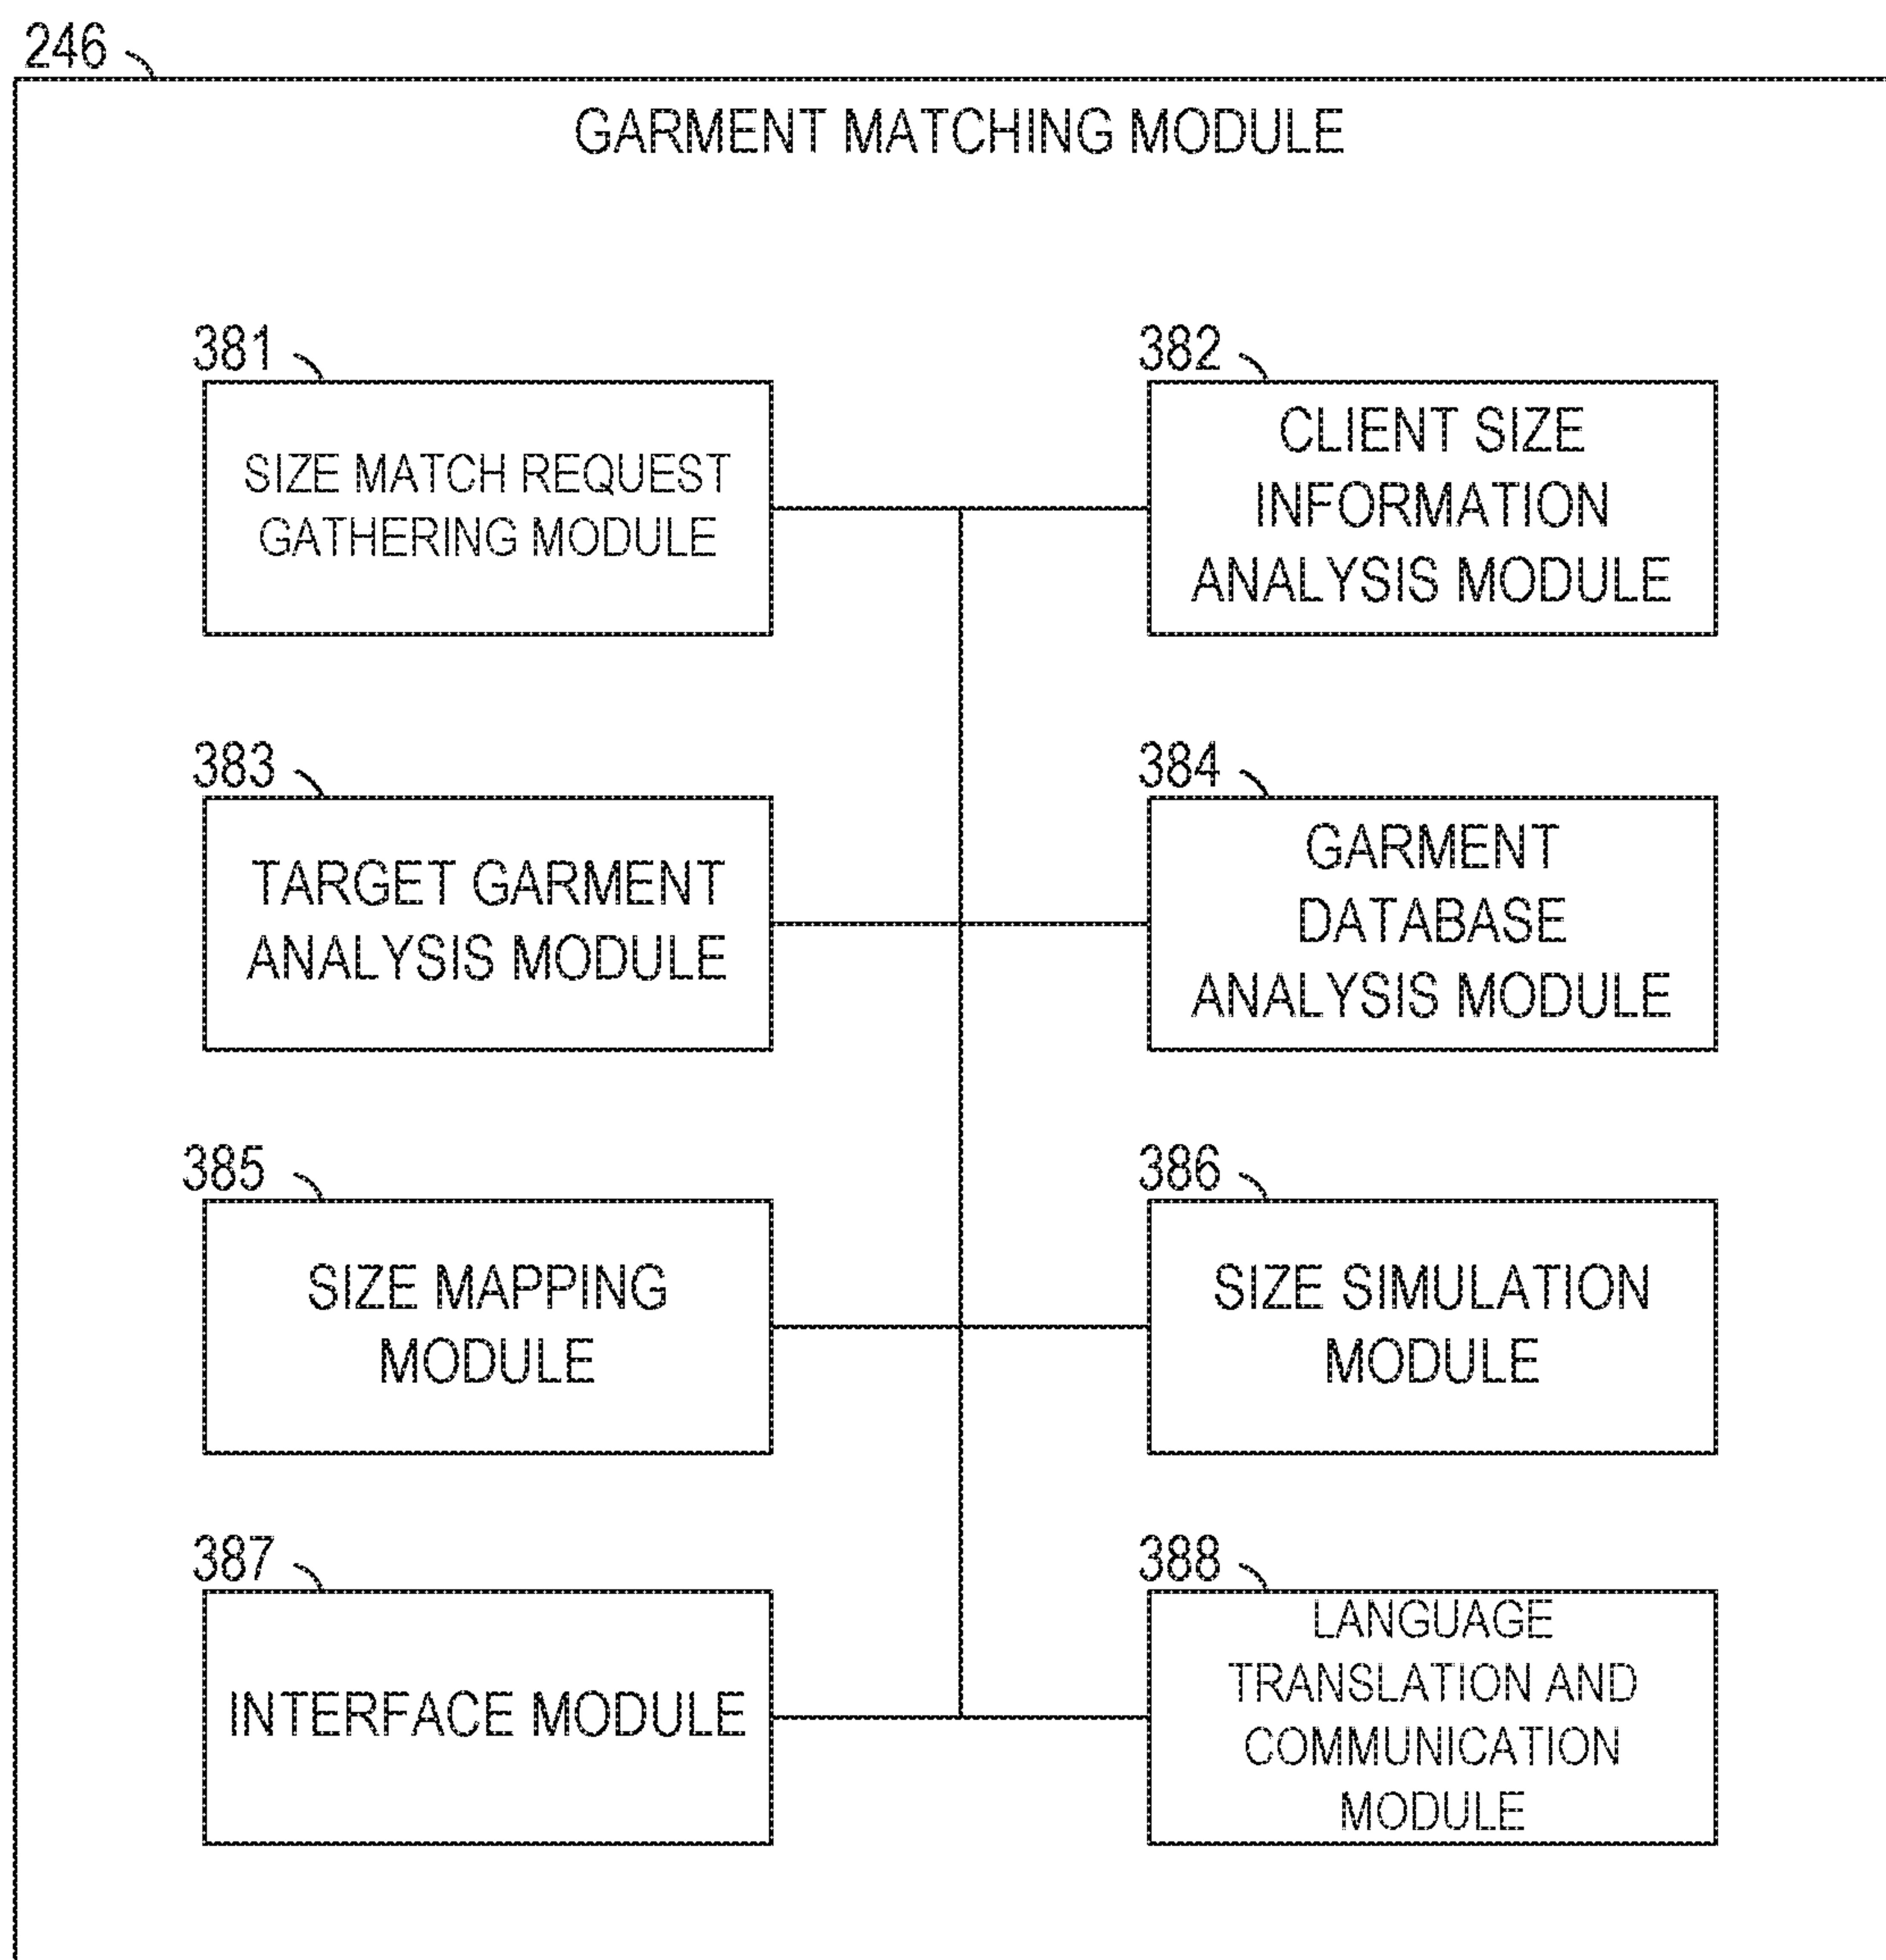 246
GARMENT MATCHING MODULE
381
SIZE MATCH REQUEST
GATHERING MODULE
382
CLIENT SIZE
INFORMATION
ANALYSIS MODULE
383
TARGET GARMENT
ANALYSIS MODULE
384
GARMENT
DATABASE
ANALYSIS MODULE
385
SIZE MAPPING
MODULE
386
SIZE SIMULATION
MODULE
387
INTERFACE MODULE
388
LANGUAGE
TRANSLATION AND
COMMUNICATION
MODULE